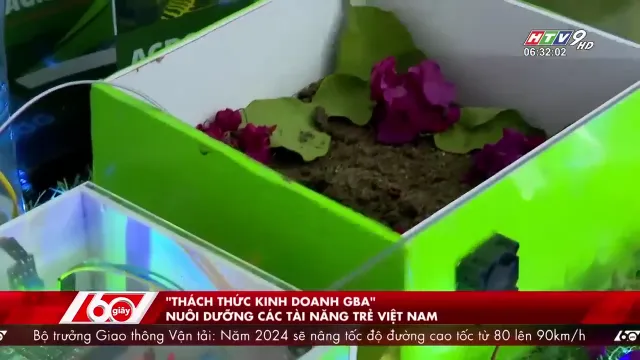 AGRO
HTV9 HD
06:32:02
60 giây
"THÁCH THỨC KINH DOANH GBA"
NUÔI DƯỠNG CÁC TÀI NĂNG TRẺ VIỆT NAM
Bộ trưởng Giao thông Vận tải: Năm 2024 sẽ nâng tốc độ đường cao tốc từ 80 lên 90km/h